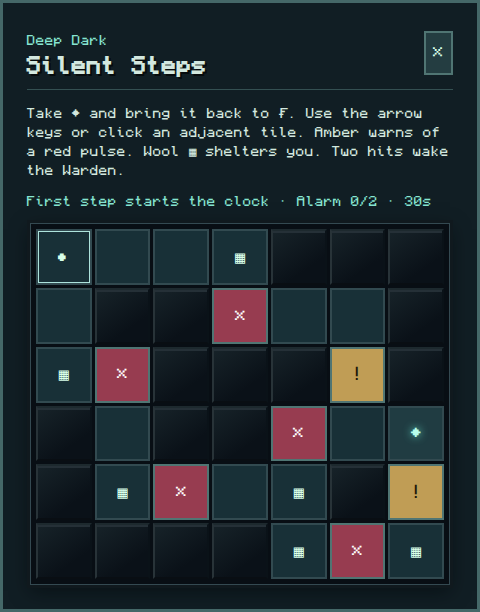 Deep Dark
Silent Steps
×
Take ◆ and bring it back to ₣. Use the arrow
keys or click an adjacent tile. Amber warns of
a red pulse. Wool ▦ shelters you. Two hits wake
the Warden.
First step starts the clock · Alarm 0/2 · 30s
● ▦
×
▦ × !
× ◆
▦ × ▦ !
▦ × ▦